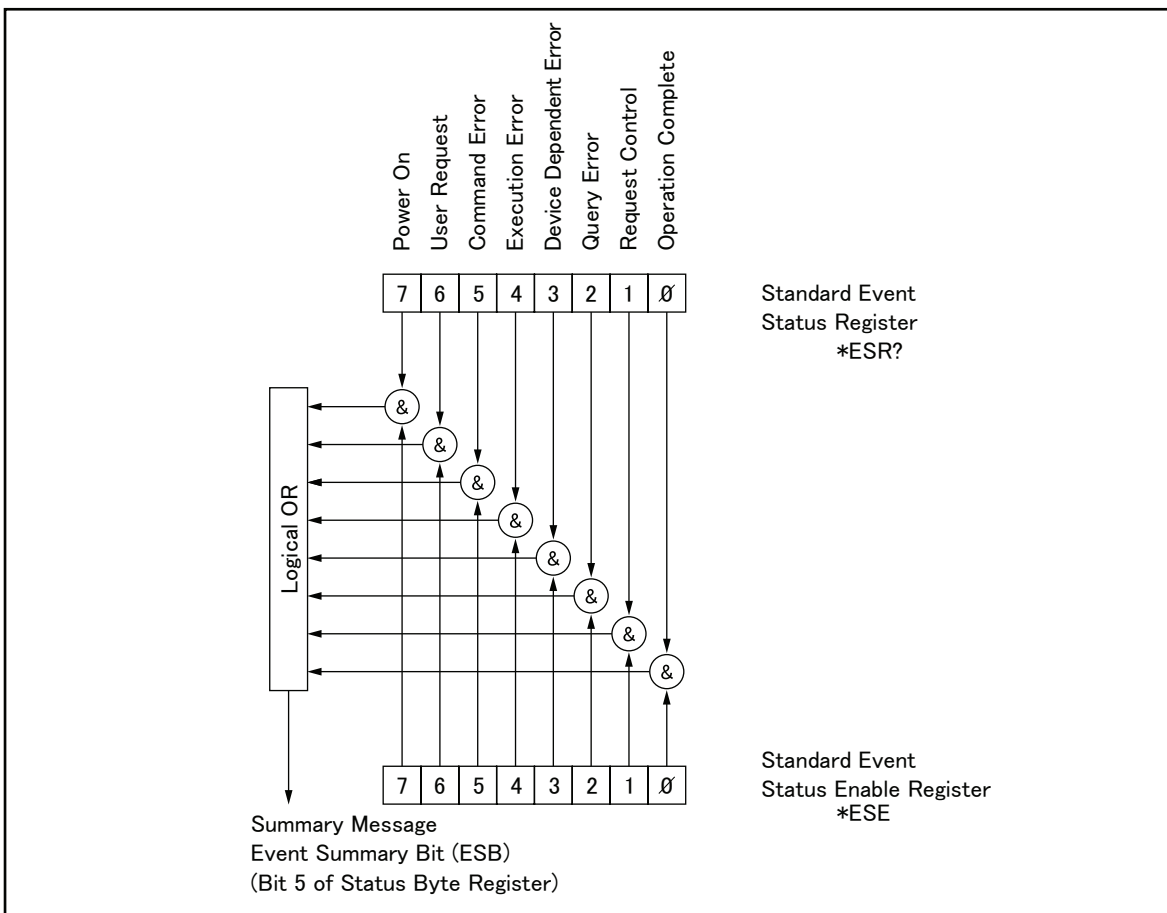 Power On
User Request
Command Error
Execution Error
Device Dependent Error
Query Error
Request Control
Operation Complete
7 6 5 4 3 2 1 0̸
Standard Event
Status Register
*ESR?
&
&
&
&
&
&
&
&
Logical OR
7 6 5 4 3 2 1 0̸
Standard Event
Status Enable Register
*ESE
Summary Message
Event Summary Bit (ESB)
(Bit 5 of Status Byte Register)